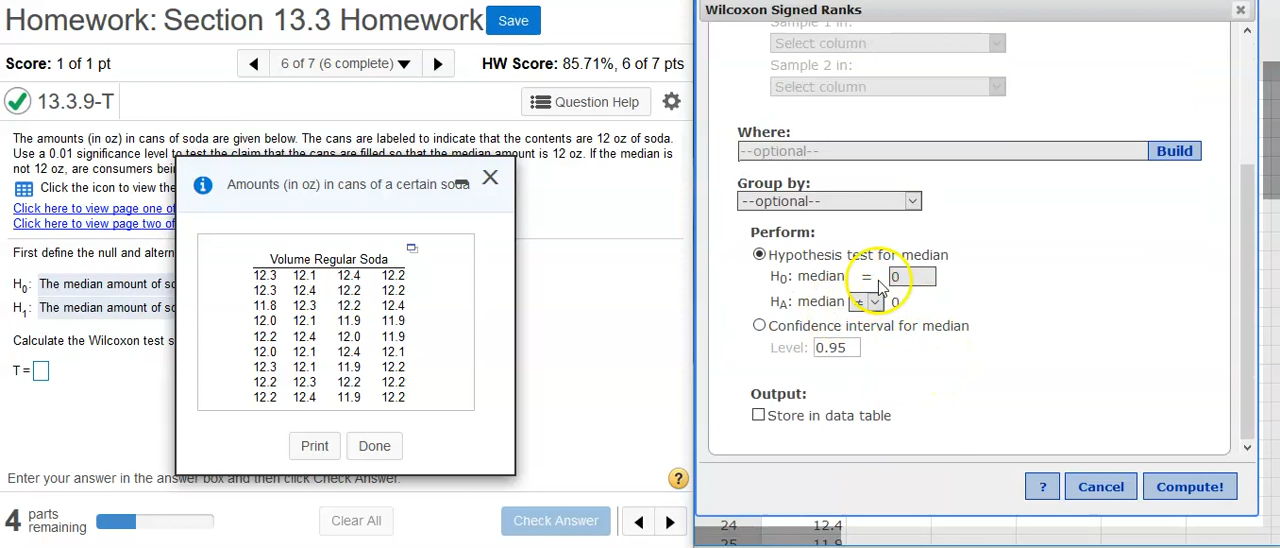 Homework: Section 13.3 Homework
Save
Score: 1 of 1 pt
6 of 7 (6 complete)
HW Score: 85.71%, 6 of 7 pts
13.3.9-T
Question Help
The amounts (in oz) in cans of soda are given below. The cans are labeled to indicate that the contents are 12 oz of soda.
Use a 0.01 significance level to test the claim that the cans are filled so that the median amount is 12 oz. If the median is
not 12 oz, are consumers bei
Click the icon to view the
Click here to view page one of
Click here to view page two of
First define the null and altern
H0: The median amount of so
H1: The median amount of so
Calculate the Wilcoxon test s
T =
Amounts (in oz) in cans of a certain soda
Volume Regular Soda
12.3 12.1 12.4 12.2
12.3 12.4 12.2 12.2
11.8 12.3 12.2 12.4
12.0 12.1 11.9 11.9
12.2 12.4 12.0 11.9
12.0 12.1 12.4 12.1
12.3 12.1 11.9 12.2
12.2 12.3 12.2 12.2
12.2 12.4 11.9 12.2
Print
Done
Enter your answer in the answer box and then click Check Answer.
?
4 parts
remaining
Clear All
Check Answer
Wilcoxon Signed Ranks
Sample 1 in:
Select column
Sample 2 in:
Select column
Where:
--optional--
Build
Group by:
--optional--
Perform:
Hypothesis test for median
H0: median = 0
HA: median ≠ 0
Confidence interval for median
Level: 0.95
Output:
Store in data table
?
Cancel
Compute!
24 12.4
25 11.9